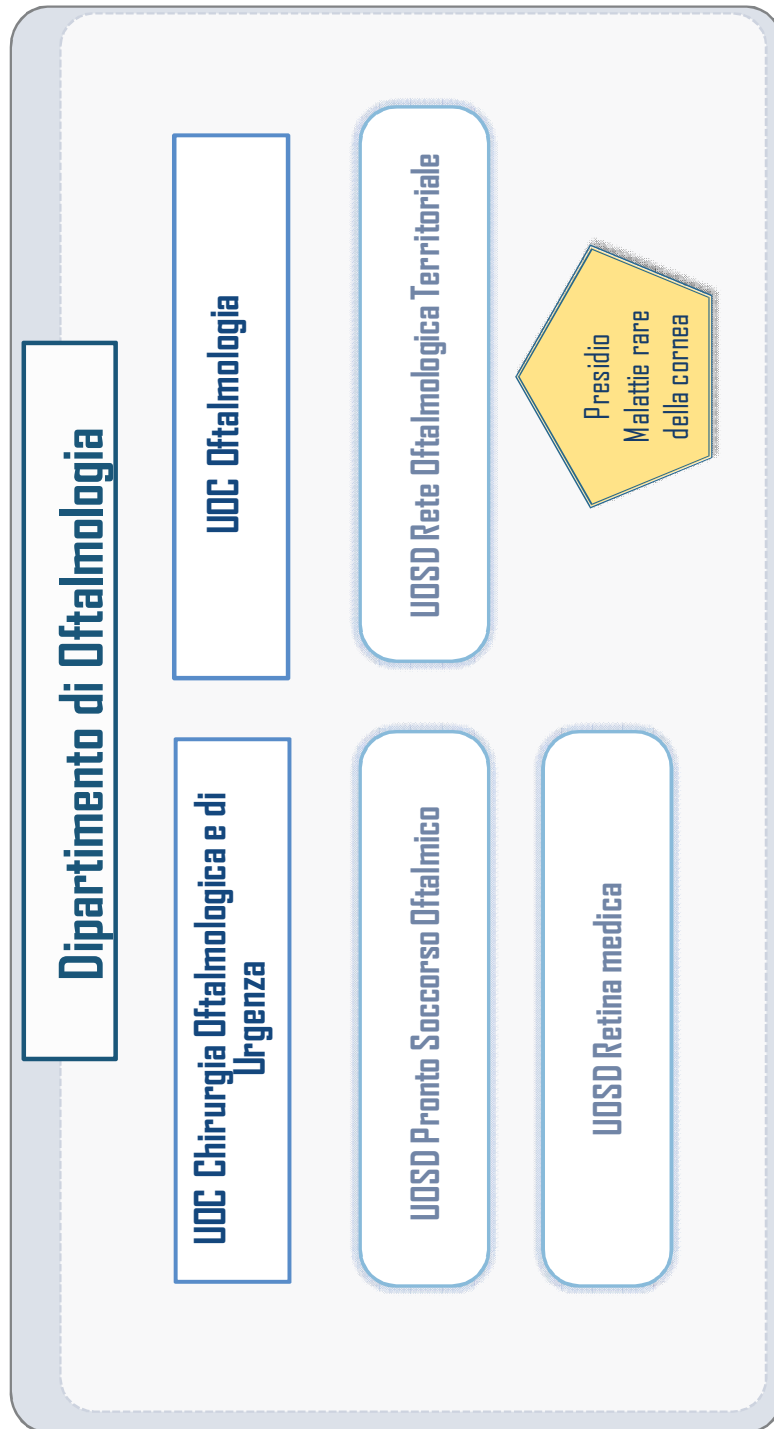 Dipartimento di Oftalmologia
UOC Chirurgia Oftalmologica e di
Urgenza
UOC Oftalmologia
UOSD Pronto Soccorso Oftalmico
UOSD Rete Oftalmologica Territoriale
UOSD Retina medica
Presidio
Malattie rare
della cornea